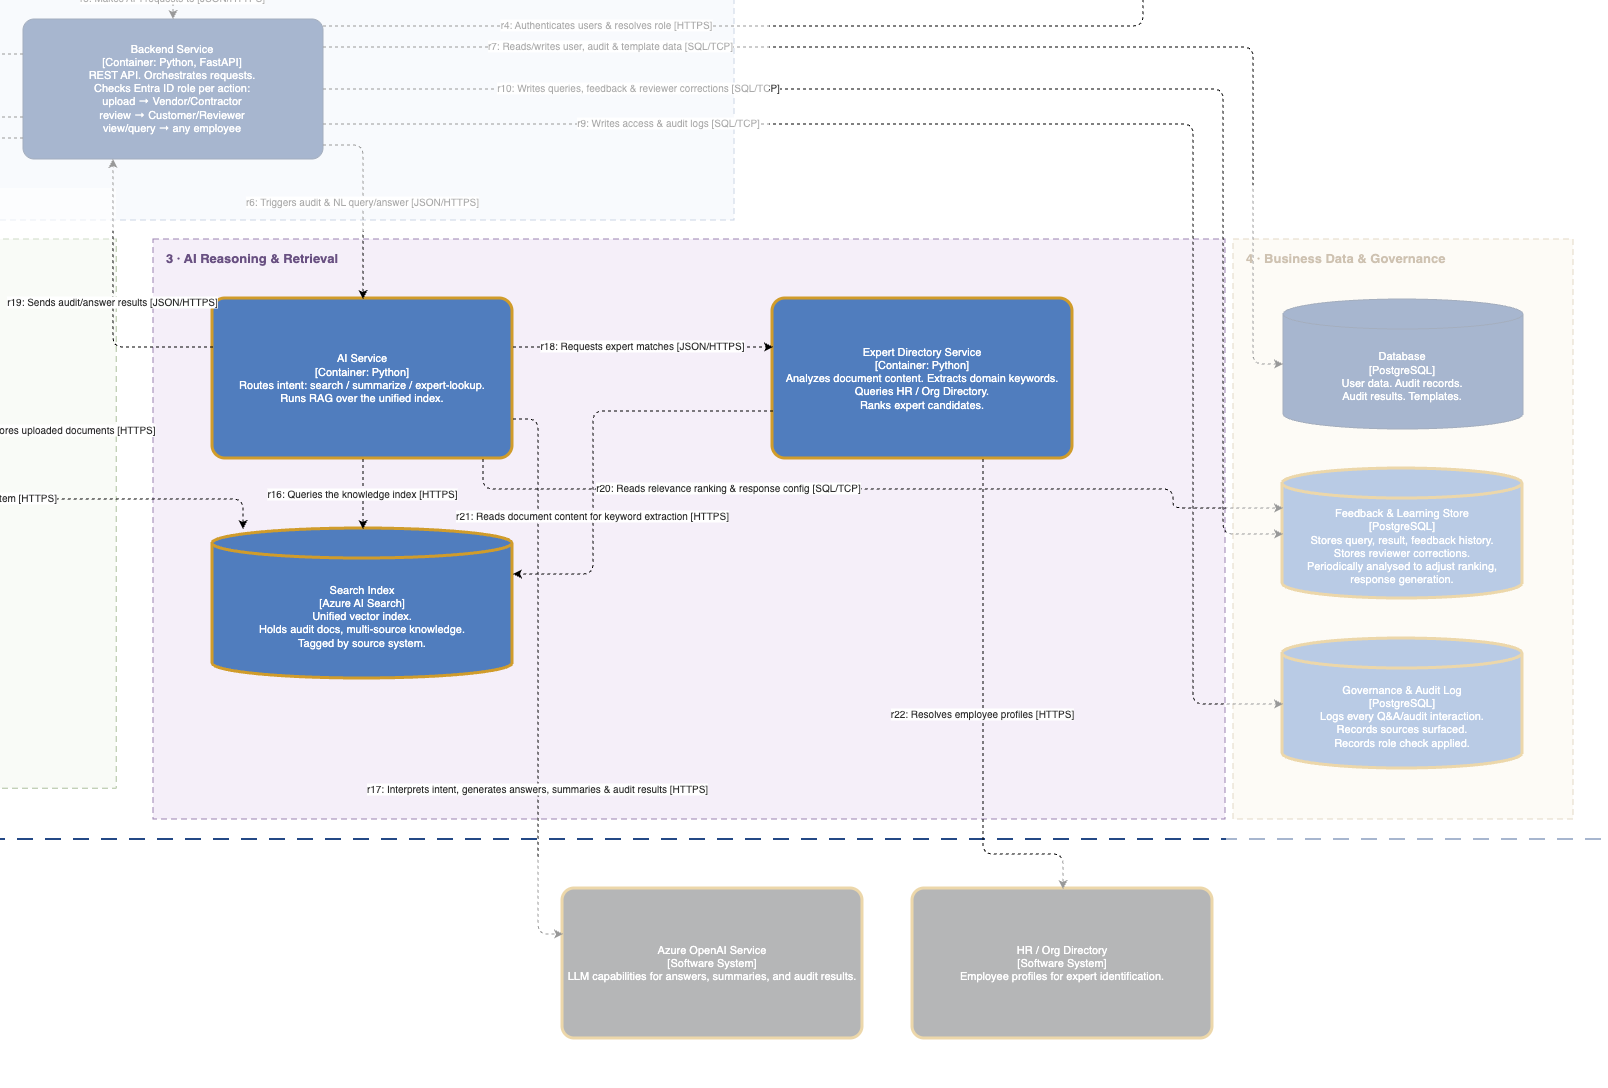 r4: Authenticates users & resolves role [HTTPS]
r7: Reads/writes user, audit & template data [SQL/TCP]
Backend Service
[Container: Python, FastAPI]
REST API. Orchestrates requests.
Checks Entra ID role per action:
upload → Vendor/Contractor
review → Customer/Reviewer
view/query → any employee
r10: Writes queries, feedback & reviewer corrections [SQL/TCP]
r9: Writes access & audit logs [SQL/TCP]
r6: Triggers audit & NL query/answer [JSON/HTTPS]
3 · AI Reasoning & Retrieval
4 · Business Data & Governance
r19: Sends audit/answer results [JSON/HTTPS]
AI Service
[Container: Python]
Routes intent: search / summarize / expert-lookup.
Runs RAG over the unified index.
r18: Requests expert matches [JSON/HTTPS]
Expert Directory Service
[Container: Python]
Analyzes document content. Extracts domain keywords.
Queries HR / Org Directory.
Ranks expert candidates.
Database
[PostgreSQL]
User data. Audit records.
Audit results. Templates.
uploaded documents [HTTPS]
[HTTPS]
r16: Queries the knowledge index [HTTPS]
r20: Reads relevance ranking & response config [SQL/TCP]
r21: Reads document content for keyword extraction [HTTPS]
Feedback & Learning Store
[PostgreSQL]
Stores query, result, feedback history.
Stores reviewer corrections.
Periodically analysed to adjust ranking,
response generation.
Search Index
[Azure AI Search]
Unified vector index.
Holds audit docs, multi-source knowledge.
Tagged by source system.
Governance & Audit Log
[PostgreSQL]
Logs every Q&A/audit interaction.
Records sources surfaced.
Records role check applied.
r22: Resolves employee profiles [HTTPS]
r17: Interprets intent, generates answers, summaries & audit results [HTTPS]
Azure OpenAI Service
[Software System]
LLM capabilities for answers, summaries, and audit results.
HR / Org Directory
[Software System]
Employee profiles for expert identification.